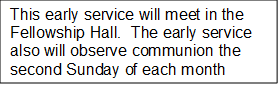 This early service will meet in the
Fellowship Hall.  The early service
also will observe communion the
second Sunday of each month